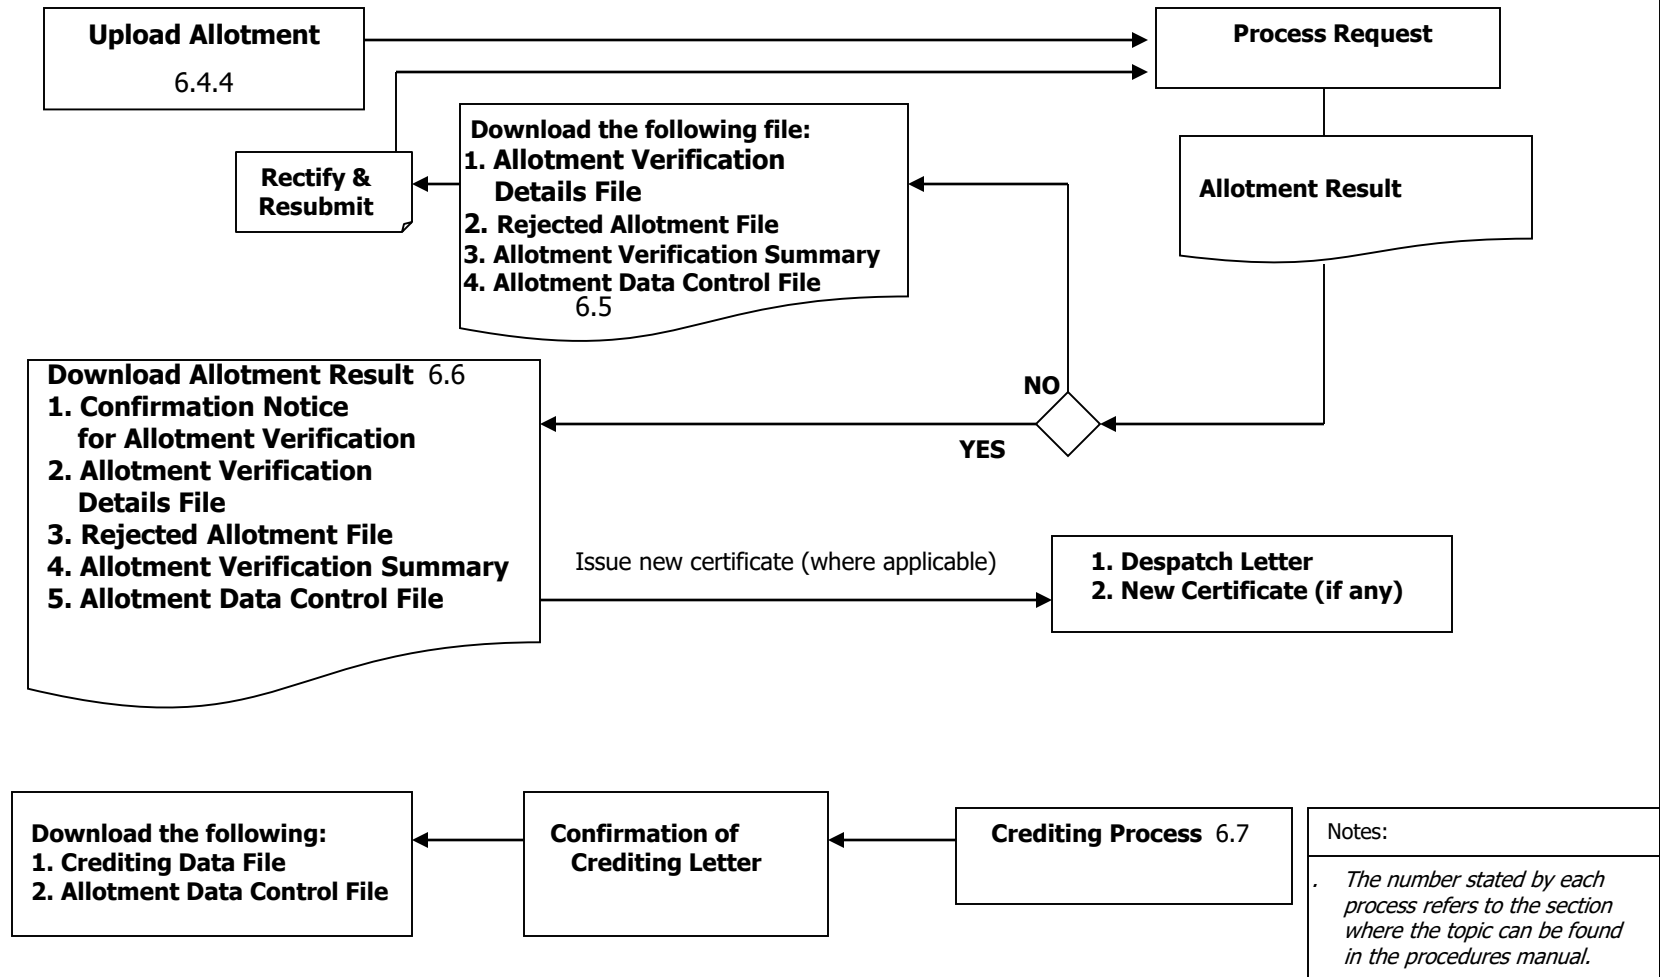 Upload Allotment
6.4.4
Process Request
Download the following file:
1. Allotment Verification
Details File
2. Rejected Allotment File
3. Allotment Verification Summary
4. Allotment Data Control File
6.5
Rectify &
Resubmit
Allotment Result
NO
YES
Download Allotment Result 6.6
1. Confirmation Notice
for Allotment Verification
2. Allotment Verification
Details File
3. Rejected Allotment File
4. Allotment Verification Summary
5. Allotment Data Control File
Issue new certificate (where applicable)
1. Despatch Letter
2. New Certificate (if any)
Download the following:
1. Crediting Data File
2. Allotment Data Control File
Confirmation of
Crediting Letter
Crediting Process 6.7
Notes:
. The number stated by each
process refers to the section
where the topic can be found
in the procedures manual.